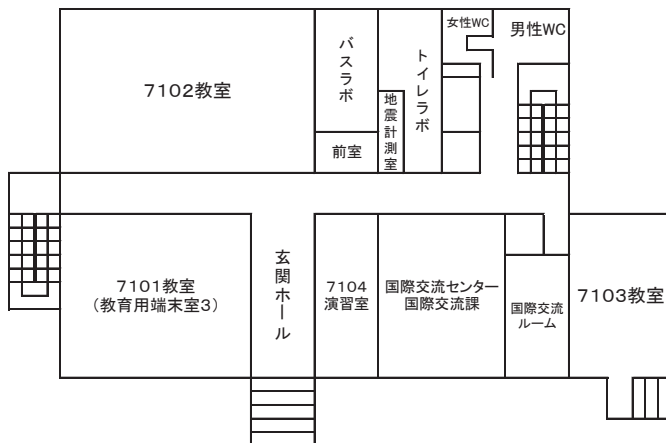 女性WC
男性WC
7102教室
バスラボ
トイレラボ
地震計測室
前室
7101教室
（教育用端末室3）
玄関ホール
7104
演習室
国際交流センター
国際交流課
国際交流
ルーム
7103教室